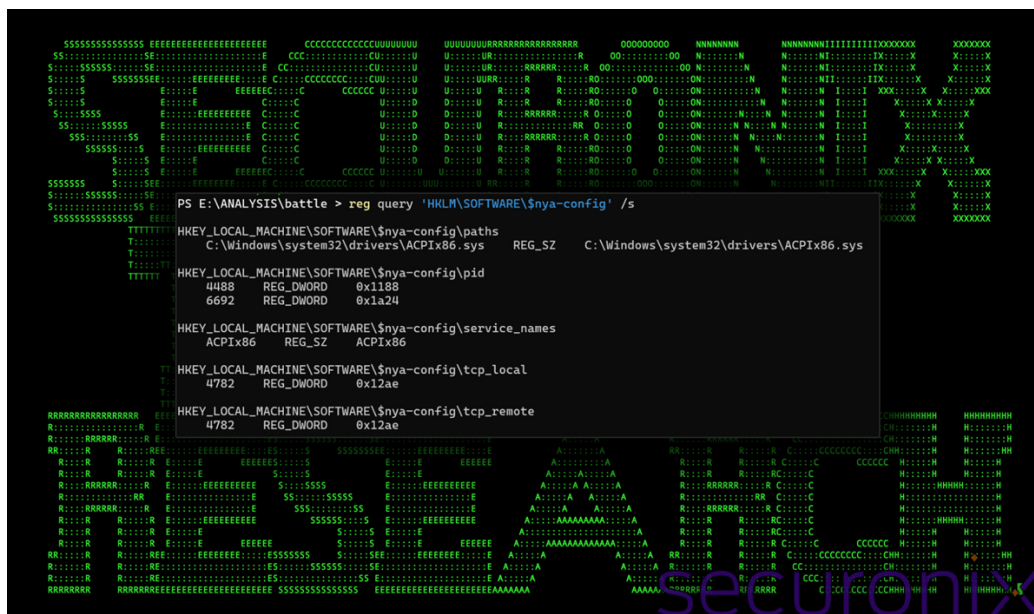 SECURONIX
THREAT
PS E:\ANALYSIS\battle > reg query 'HKLM\SOFTWARE\$nya-config' /s
HKEY_LOCAL_MACHINE\SOFTWARE\$nya-config\paths
C:\Windows\system32\drivers\ACPIx86.sys    REG_SZ    C:\Windows\system32\drivers\ACPIx86.sys
HKEY_LOCAL_MACHINE\SOFTWARE\$nya-config\pid
4488    REG_DWORD    0x1188
6692    REG_DWORD    0x1a24
HKEY_LOCAL_MACHINE\SOFTWARE\$nya-config\service_names
ACPIx86    REG_SZ    ACPIx86
HKEY_LOCAL_MACHINE\SOFTWARE\$nya-config\tcp_local
4782    REG_DWORD    0x12ae
HKEY_LOCAL_MACHINE\SOFTWARE\$nya-config\tcp_remote
4782    REG_DWORD    0x12ae
RESEARCH
securonix